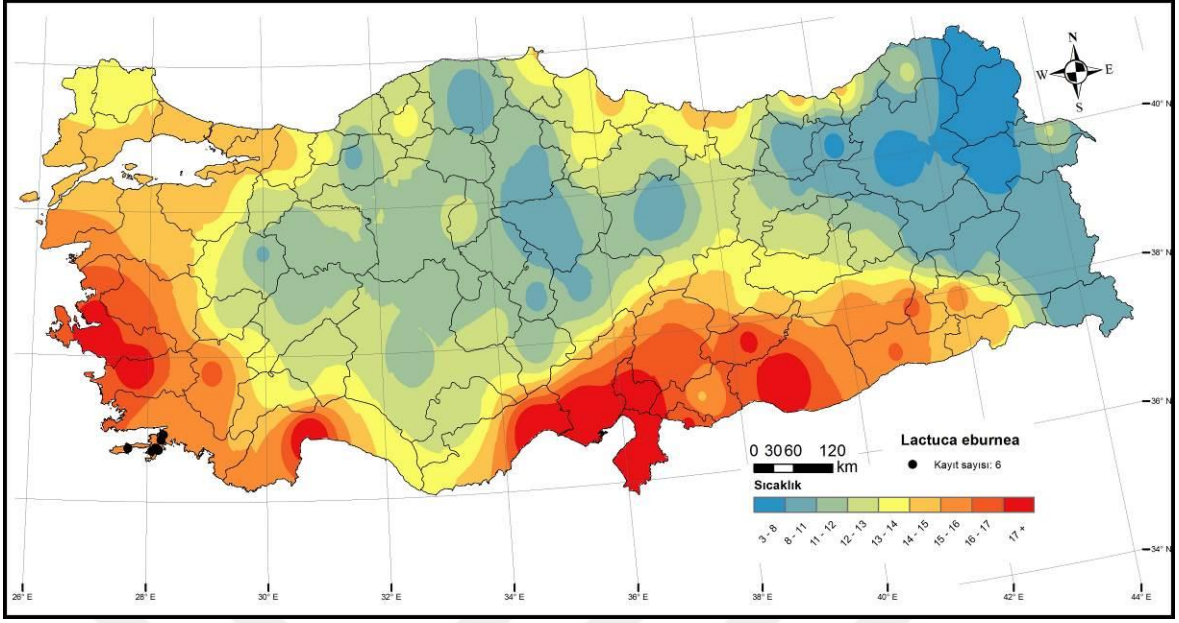 N
W E
S
40° N
38° N
36° N
34° N
0 30 60 120
km
Lactuca eburnea
Kayıt sayısı: 6
Sıcaklık
3 - 8
8 - 11
11 - 12
12 - 13
13 - 14
14 - 15
15 - 16
16 - 17
17 +
26° E 28° E 30° E 32° E 34° E 36° E 38° E 40° E 42° E 44° E